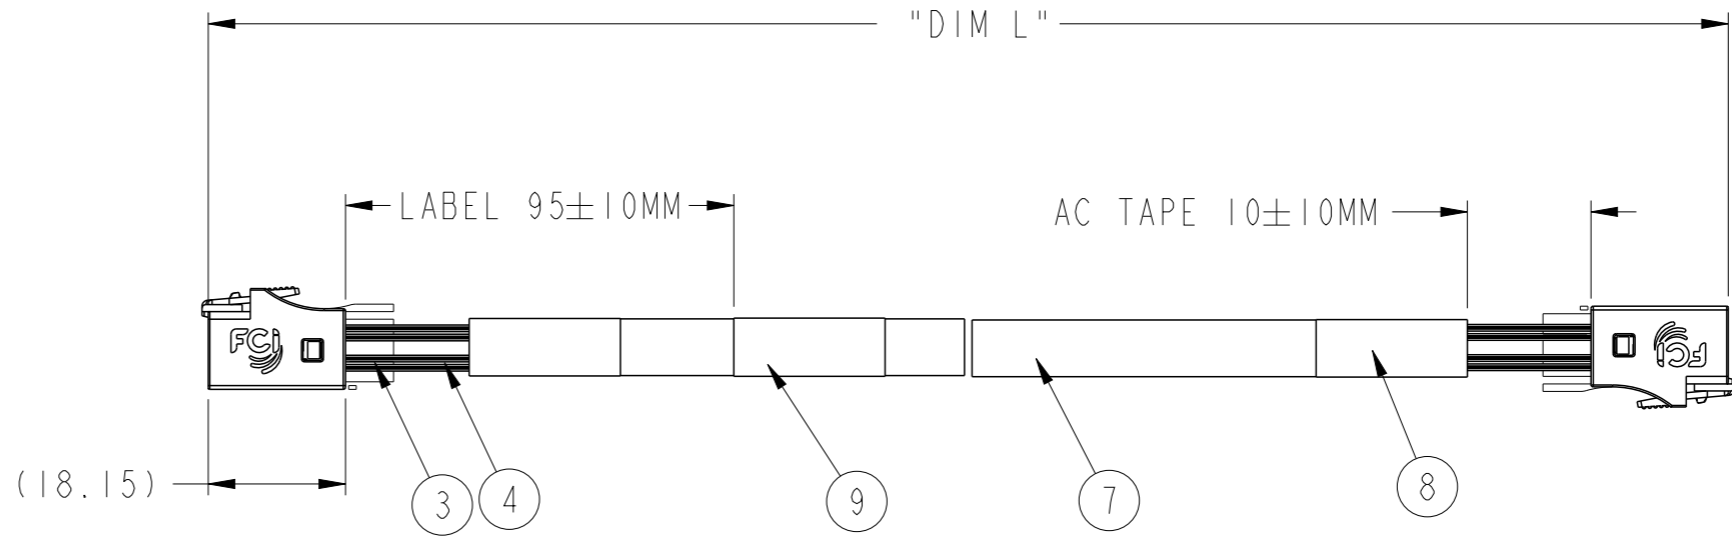 "DIM L"
LABEL 95±10MM
AC TAPE 10±10MM
FCi
FCi
(18.15)
3
4
9
7
8